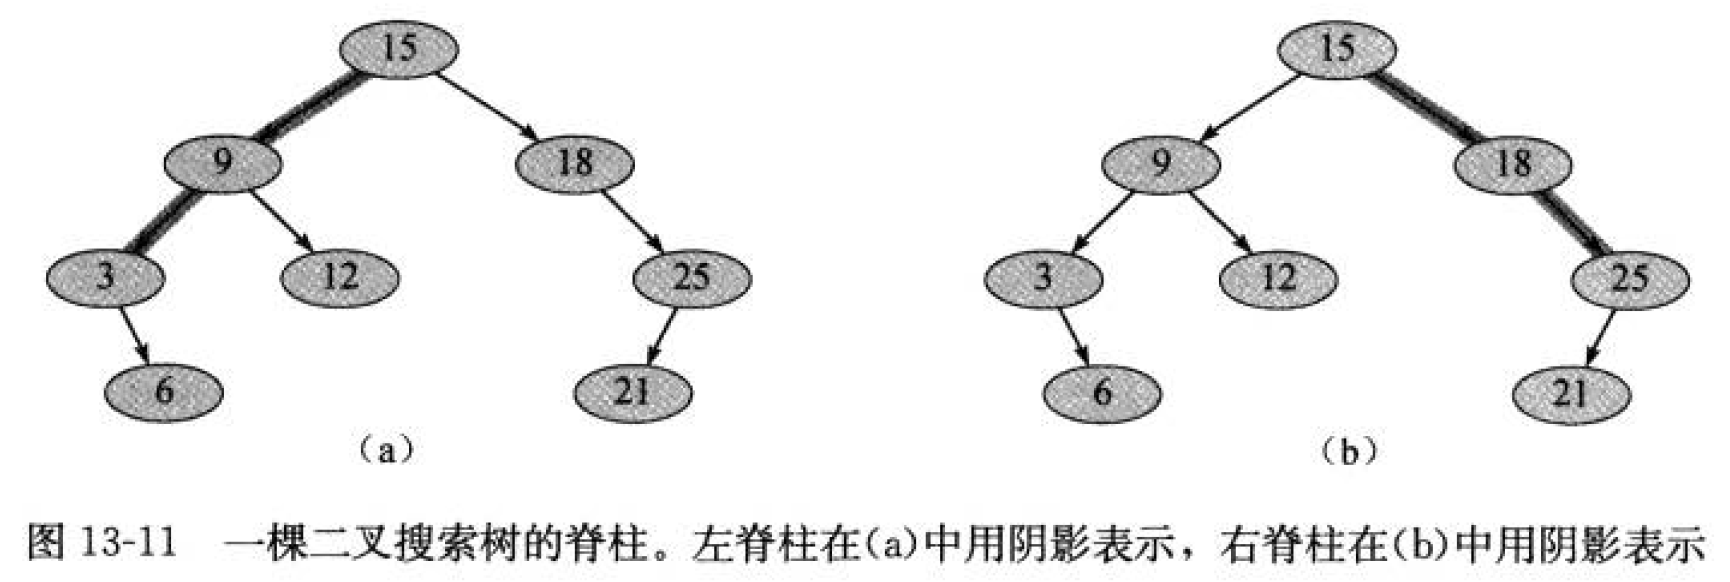 15 15
9 18 9 18
3 12 25 3 12 25
6 21 6 21
(a) (b)
图 13-11 一棵二叉搜索树的脊柱。左脊柱在(a)中用阴影表示，右脊柱在(b)中用阴影表示